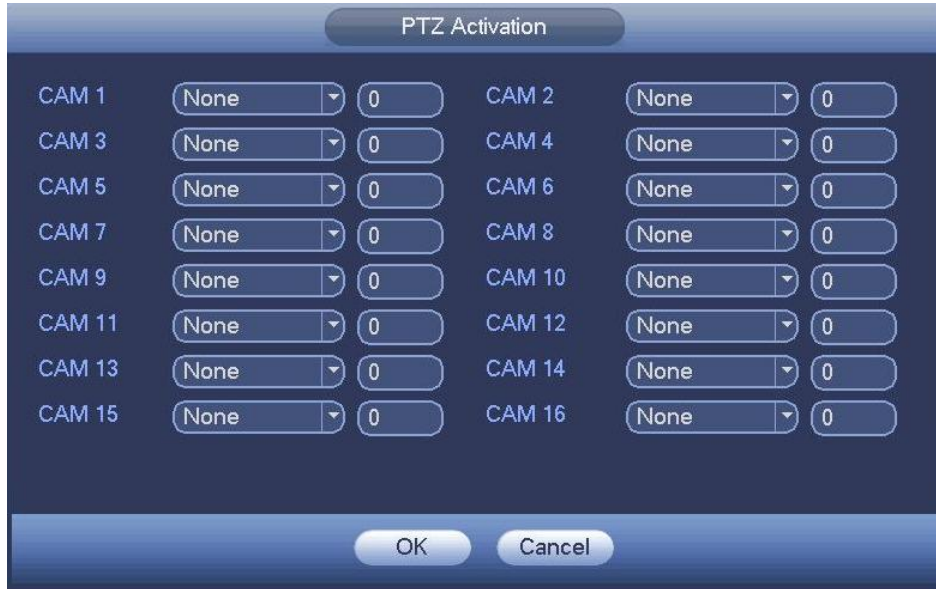 PTZ Activation
CAM 1 None 0 CAM 2 None 0
CAM 3 None 0 CAM 4 None 0
CAM 5 None 0 CAM 6 None 0
CAM 7 None 0 CAM 8 None 0
CAM 9 None 0 CAM 10 None 0
CAM 11 None 0 CAM 12 None 0
CAM 13 None 0 CAM 14 None 0
CAM 15 None 0 CAM 16 None 0
OK Cancel